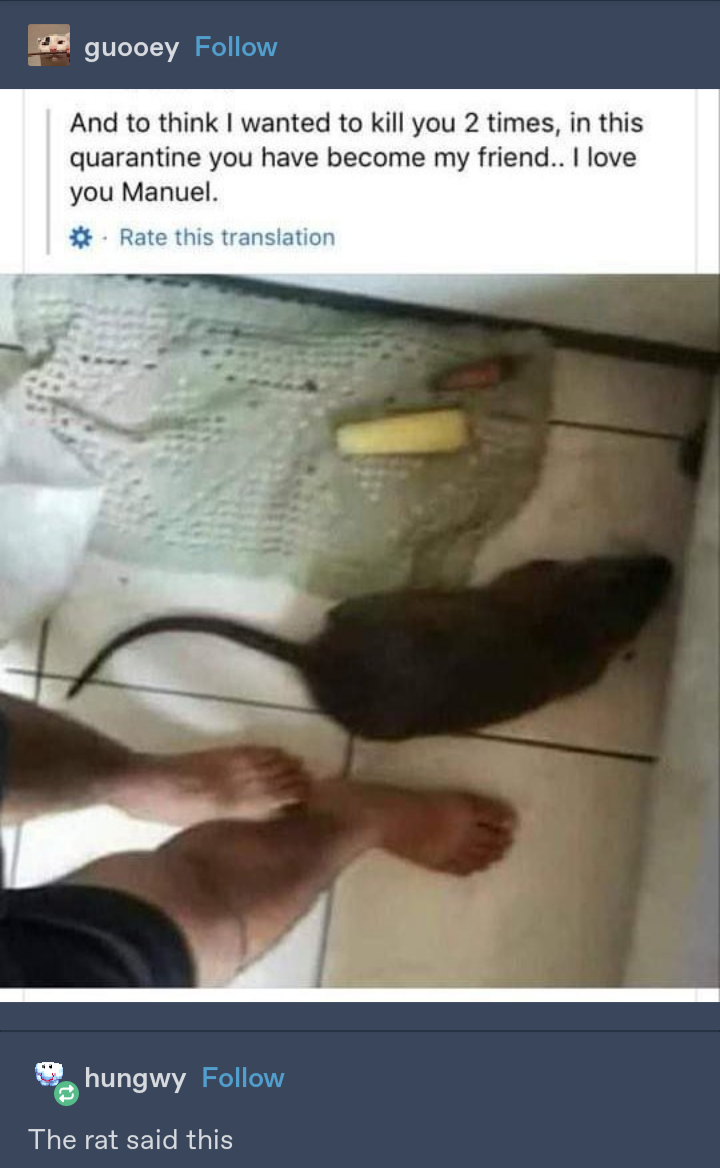 guooey Follow
And to think I wanted to kill you 2 times, in this
quarantine you have become my friend.. I love
you Manuel.
· Rate this translation
hungwy Follow
The rat said this